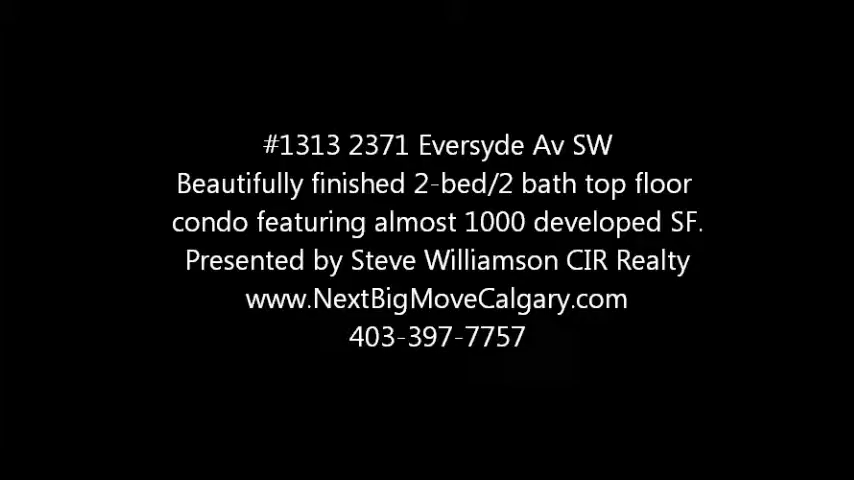 #1313 2371 Eversyde Av SW
Beautifully finished 2-bed/2 bath top floor
condo featuring almost 1000 developed SF.
Presented by Steve Williamson CIR Realty
www.NextBigMoveCalgary.com
403-397-7757